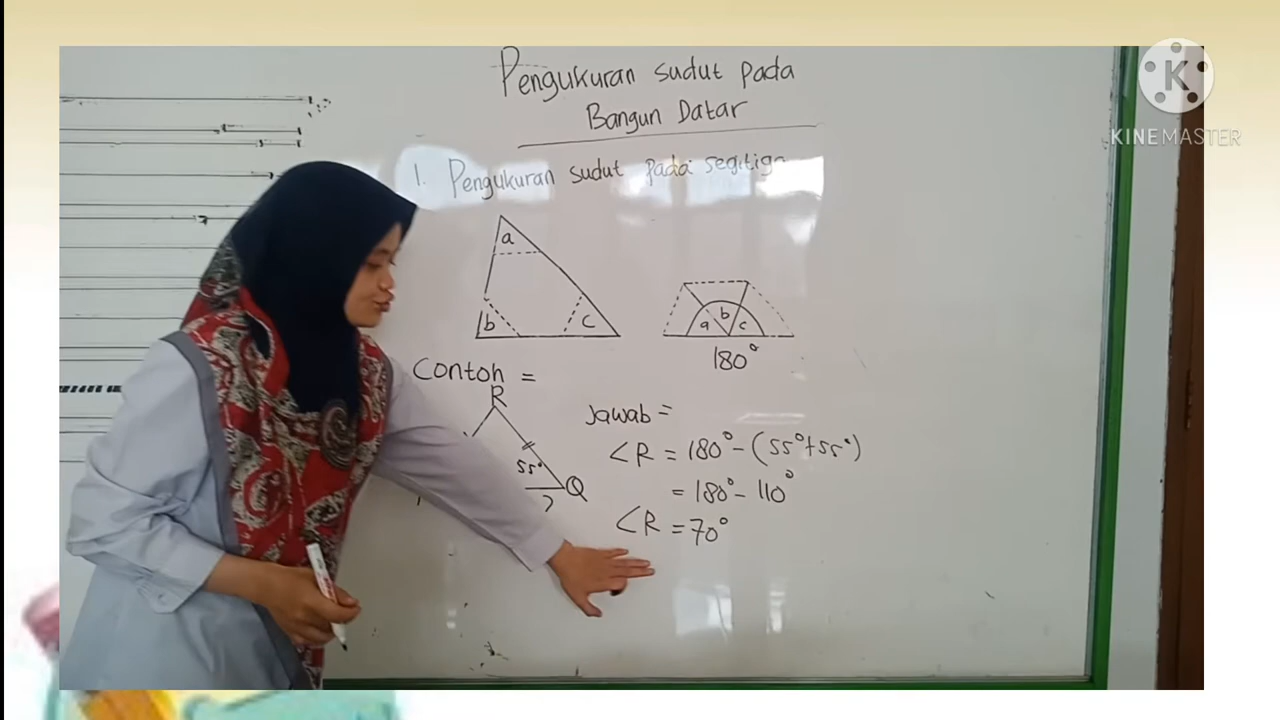 Pengukuran sudut pada
Bangun Datar
1. Pengukuran sudut pada segitiga
a
b
c
a
b
c
180°
Contoh =
R
55°
Q
Jawab =
∠R = 180° - (55° + 55°)
= 180° - 110°
∠R = 70°
K
KINEMASTER